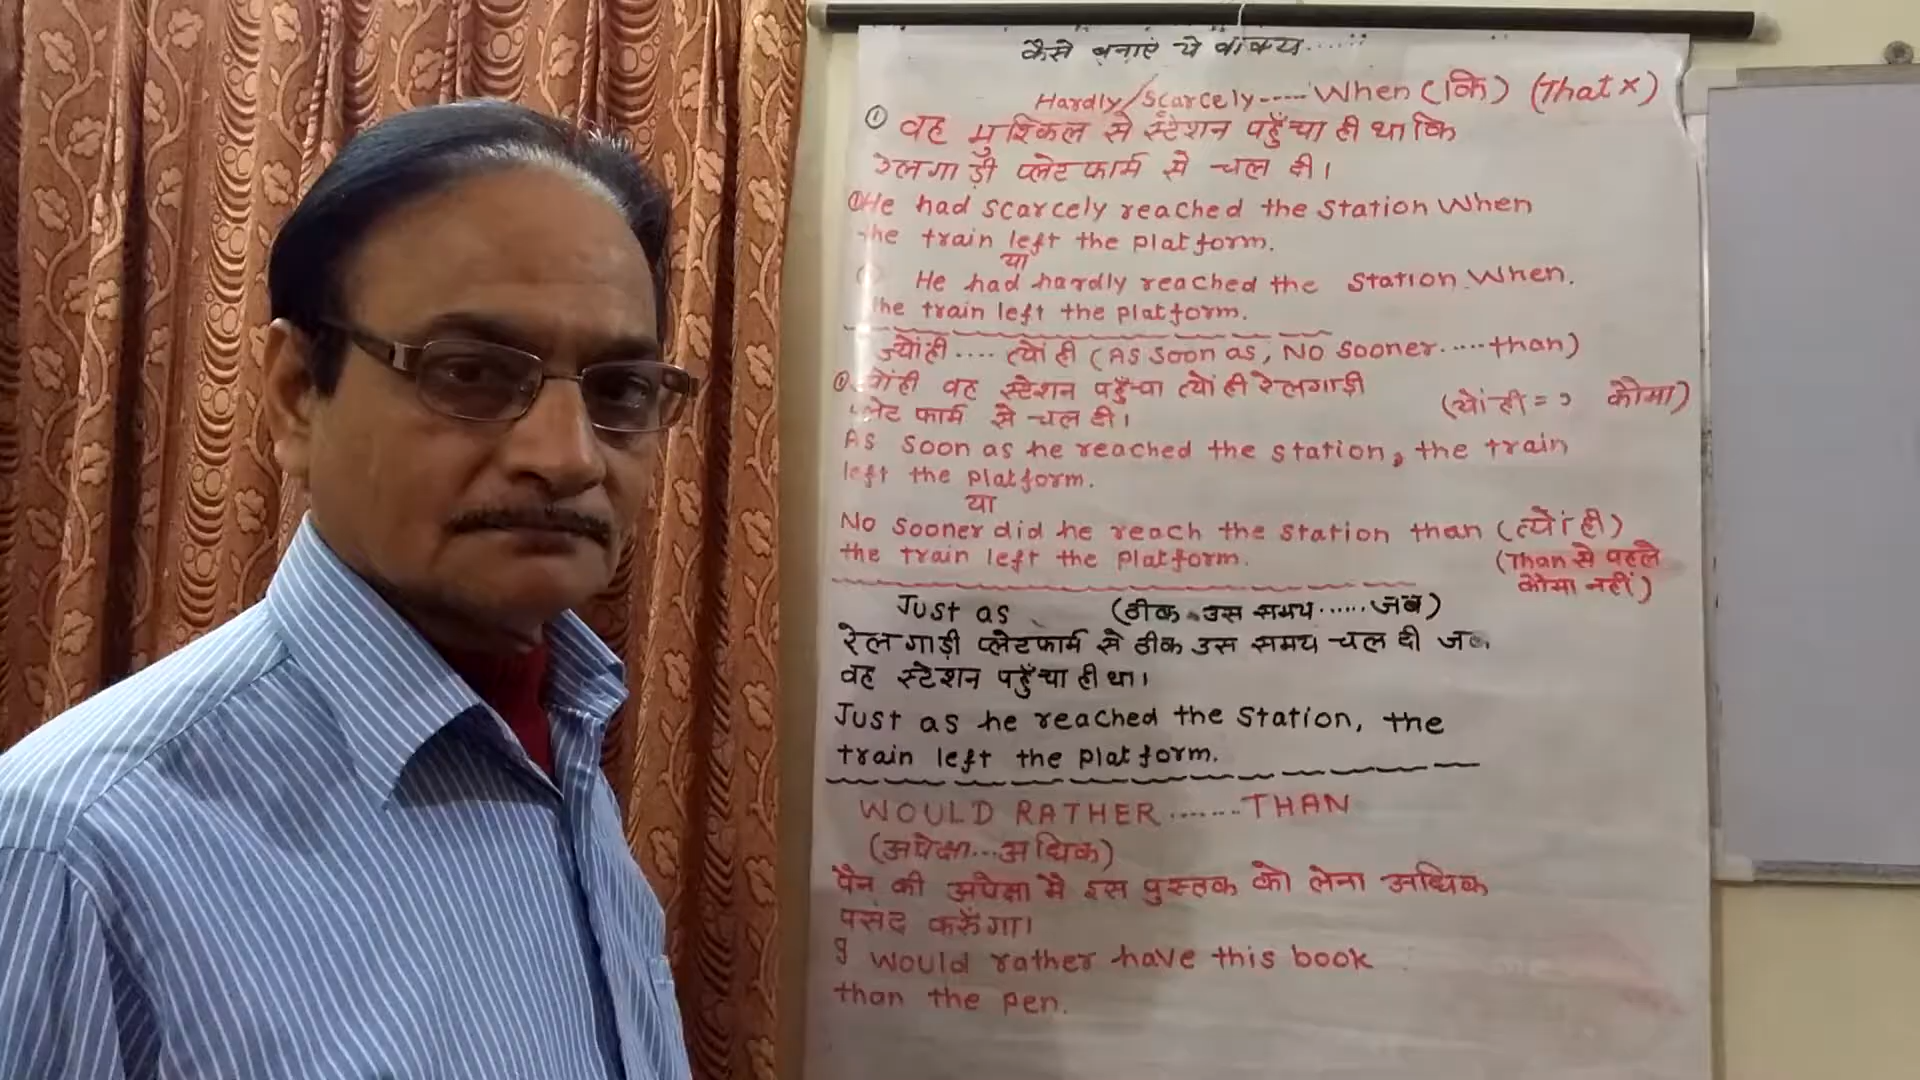 कैसे बनाएं ये वाक्य......
Hardly/Scarcely---- When (कि) (That ×)
① वह मुश्किल से स्टेशन पहुँचा ही था कि
रेलगाड़ी प्लेटफार्म से चल दी।
① He had scarcely reached the station when
the train left the platform.
या
He had hardly reached the station when.
the train left the platform.
ज्योंही .... त्योंही (As soon as, No sooner.....than)
① ज्योंही वह स्टेशन पहुँचा त्योंही रेलगाड़ी
प्लेटफार्म से चल दी।
(त्योंही = , कोमा)
As soon as he reached the station, the train
left the platform.
या
No sooner did he reach the station than (त्योंही)
the train left the platform.
(Than से पहले
कोमा नहीं)
Just as (ठीक उस समय...... जब)
रेलगाड़ी प्लेटफार्म से ठीक उस समय चल दी जब
वह स्टेशन पहुँचा ही था।
Just as he reached the station, the
train left the platform.
WOULD RATHER.......THAN
(अपेक्षा...अधिक)
पैन की अपेक्षा मै इस पुस्तक को लेना अधिक
पसंद करूँगा।
I would rather have this book
than the pen.